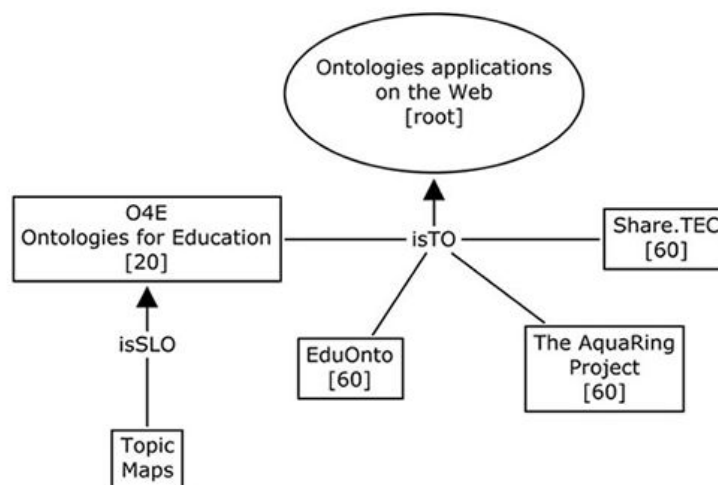 Ontologies applications
on the Web
[root]
O4E
Ontologies for Education
[20]
isTO
Share.TEC
[60]
isSLO
EduOnto
[60]
The AquaRing
Project
[60]
Topic
Maps